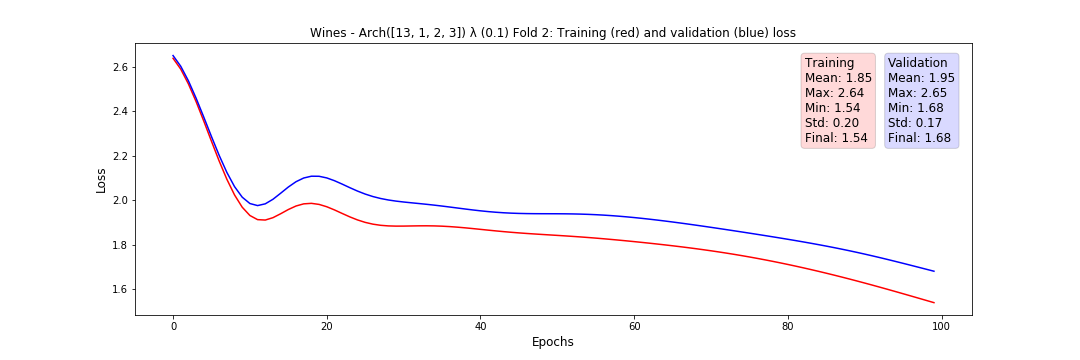 Wines - Arch([13, 1, 2, 3]) λ (0.1) Fold 2: Training (red) and validation (blue) loss
Training
Mean: 1.85
Max: 2.64
Min: 1.54
Std: 0.20
Final: 1.54
Validation
Mean: 1.95
Max: 2.65
Min: 1.68
Std: 0.17
Final: 1.68
Loss
2.6
2.4
2.2
2.0
1.8
1.6
0 20 40 60 80 100
Epochs